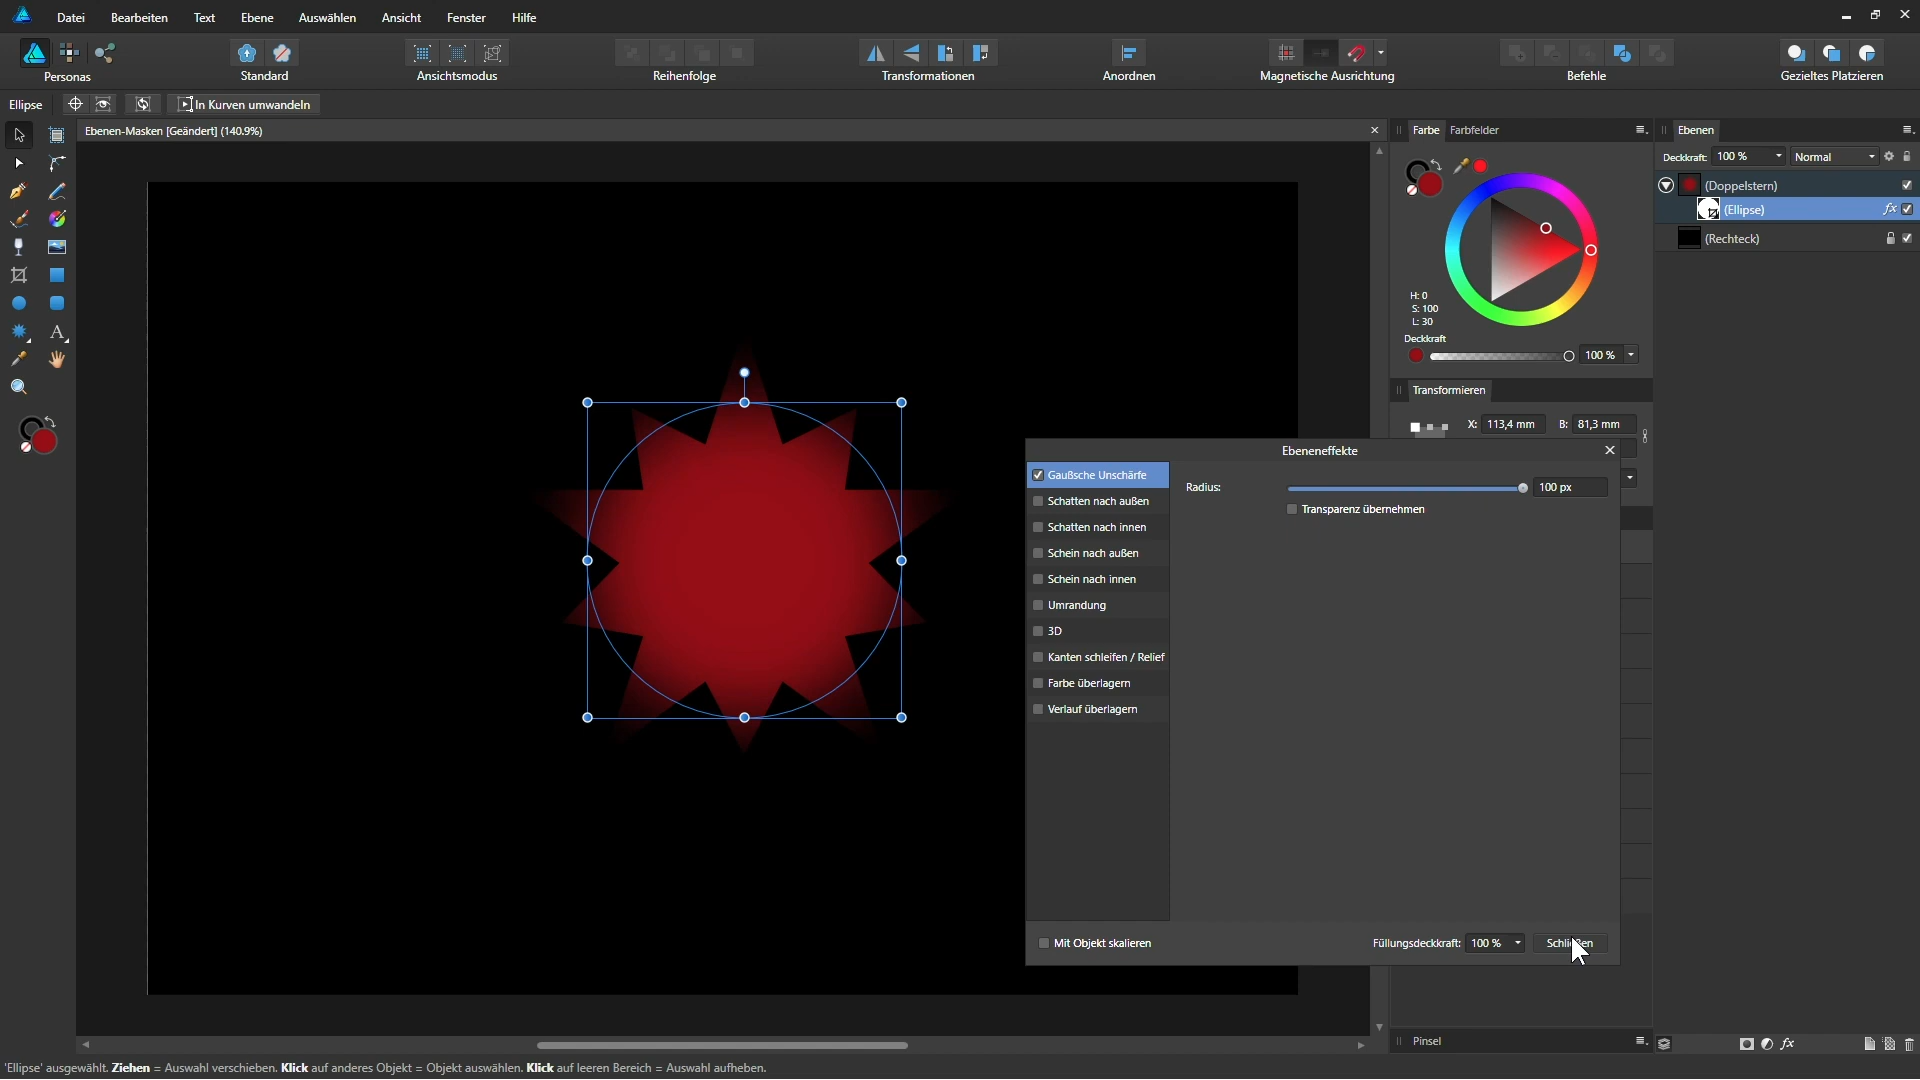 Datei Bearbeiten Text Ebene Auswählen Ansicht Fenster Hilfe
Personas Standard Ansichtsmodus Reihenfolge Transformationen Anordnen Magnetische Ausrichtung Befehle Gezieltes Platzieren
Ellipse In Kurven umwandeln
Ebenen-Masken [Geändert] (140.9%)
Farbe Farbfelder
H: 0
S: 100
L: 30
Deckkraft
100 %
Transformieren
X: 113,4 mm B: 81,3 mm
Ebenen
Deckkraft: 100 % Normal
(Doppelstern)
(Ellipse) fx
(Rechteck)
Ebeneneffekte
Gaußsche Unschärfe
Schatten nach außen
Schatten nach innen
Schein nach außen
Schein nach innen
Umrandung
3D
Kanten schleifen / Relief
Farbe überlagern
Verlauf überlagern
Radius: 100 px
Transparenz übernehmen
Mit Objekt skalieren
Füllungsdeckkraft: 100 %
Pinsel
fx
'Ellipse' ausgewählt. Ziehen = Auswahl verschieben. Klick auf anderes Objekt = Objekt auswählen. Klick auf leeren Bereich = Auswahl aufheben.